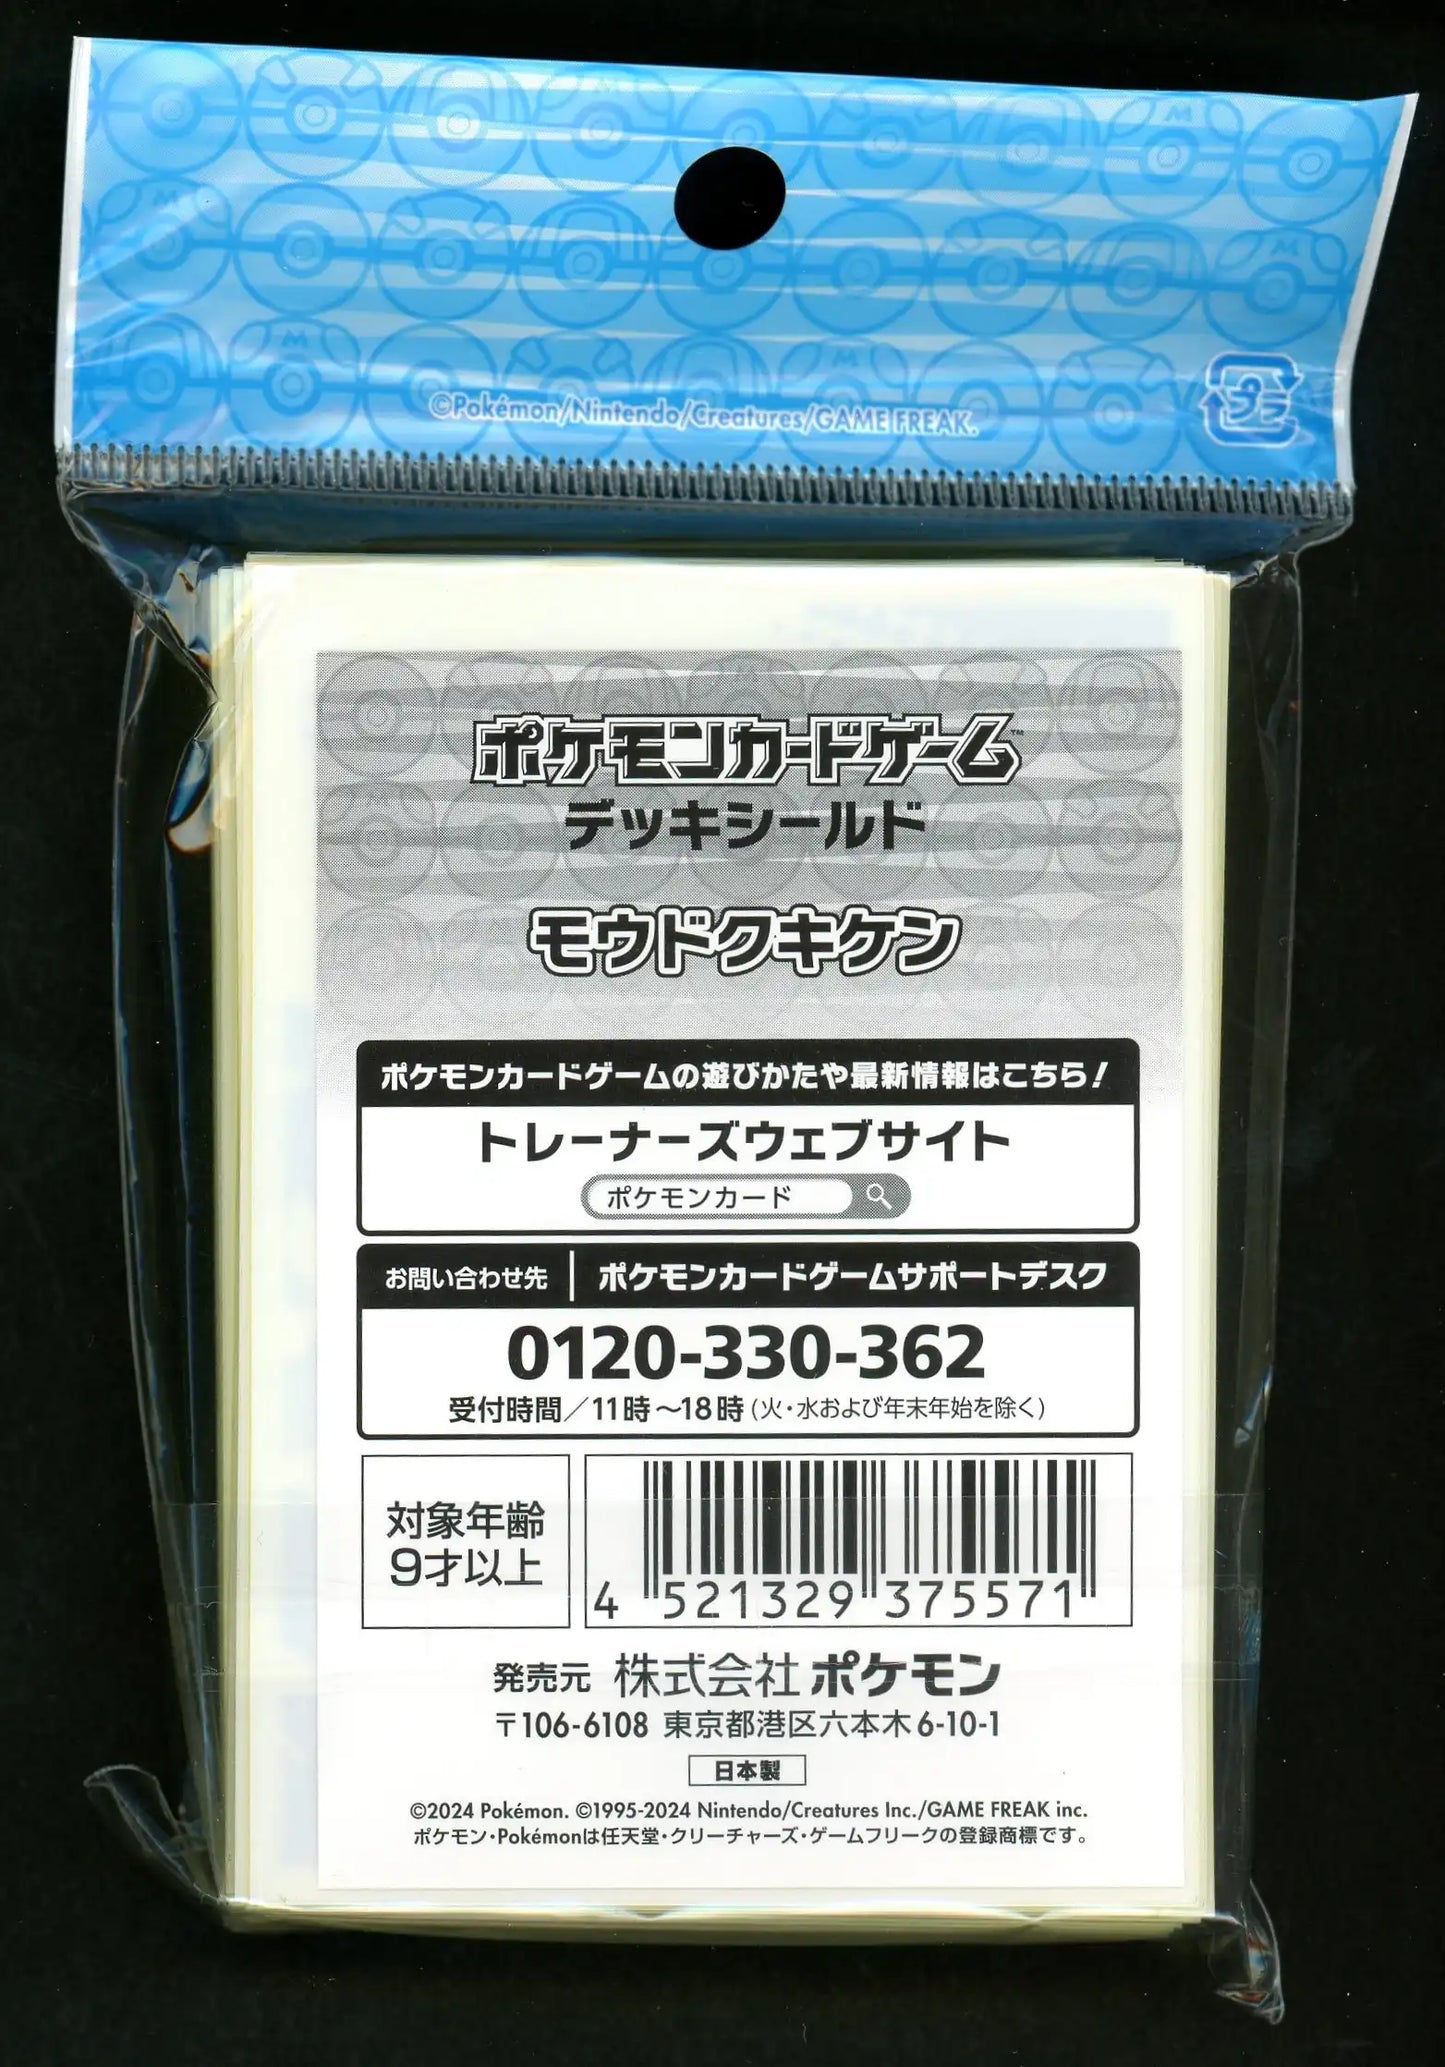 ©Pokémon/Nintendo/Creatures/GAME FREAK.
プラ
ポケモンカードゲーム™
デッキシールド
モウドクキケン
ポケモンカードゲームの遊びかたや最新情報はこちら!
トレーナーズウェブサイト
ポケモンカード
お問い合わせ先 | ポケモンカードゲームサポートデスク
0120-330-362
受付時間/11時~18時(火・水および年末年始を除く)
対象年齢
9才以上
4 521329 375571
発売元 株式会社ポケモン
〒106-6108 東京都港区六本木6-10-1
日本製
©2024 Pokémon. ©1995-2024 Nintendo/Creatures Inc./GAME FREAK inc.
ポケモン・Pokémonは任天堂・クリーチャーズ・ゲームフリークの登録商標です。